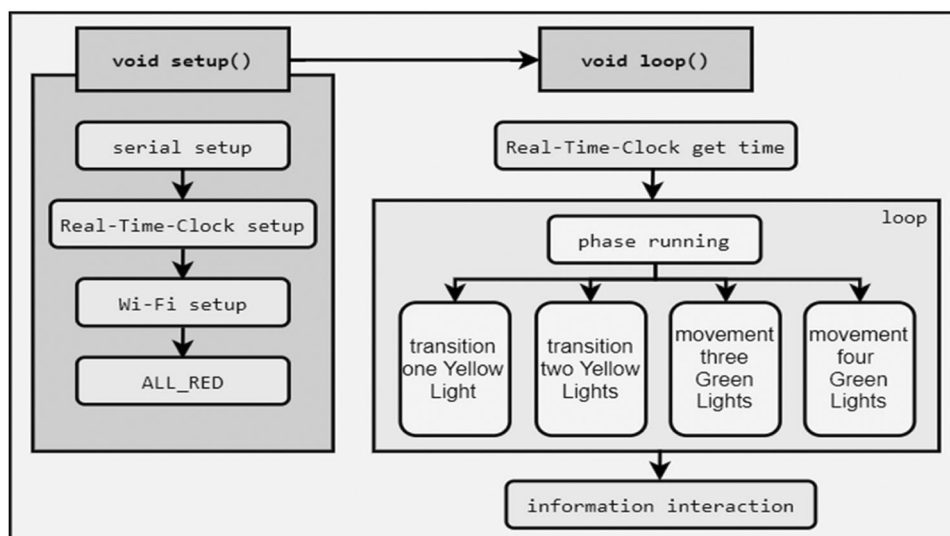 void setup()
void loop()
serial setup
Real-Time-Clock setup
Wi-Fi setup
ALL_RED
Real-Time-Clock get time
loop
phase running
transition
one Yellow
Light
transition
two Yellow
Lights
movement
three
Green
Lights
movement
four
Green
Lights
information interaction